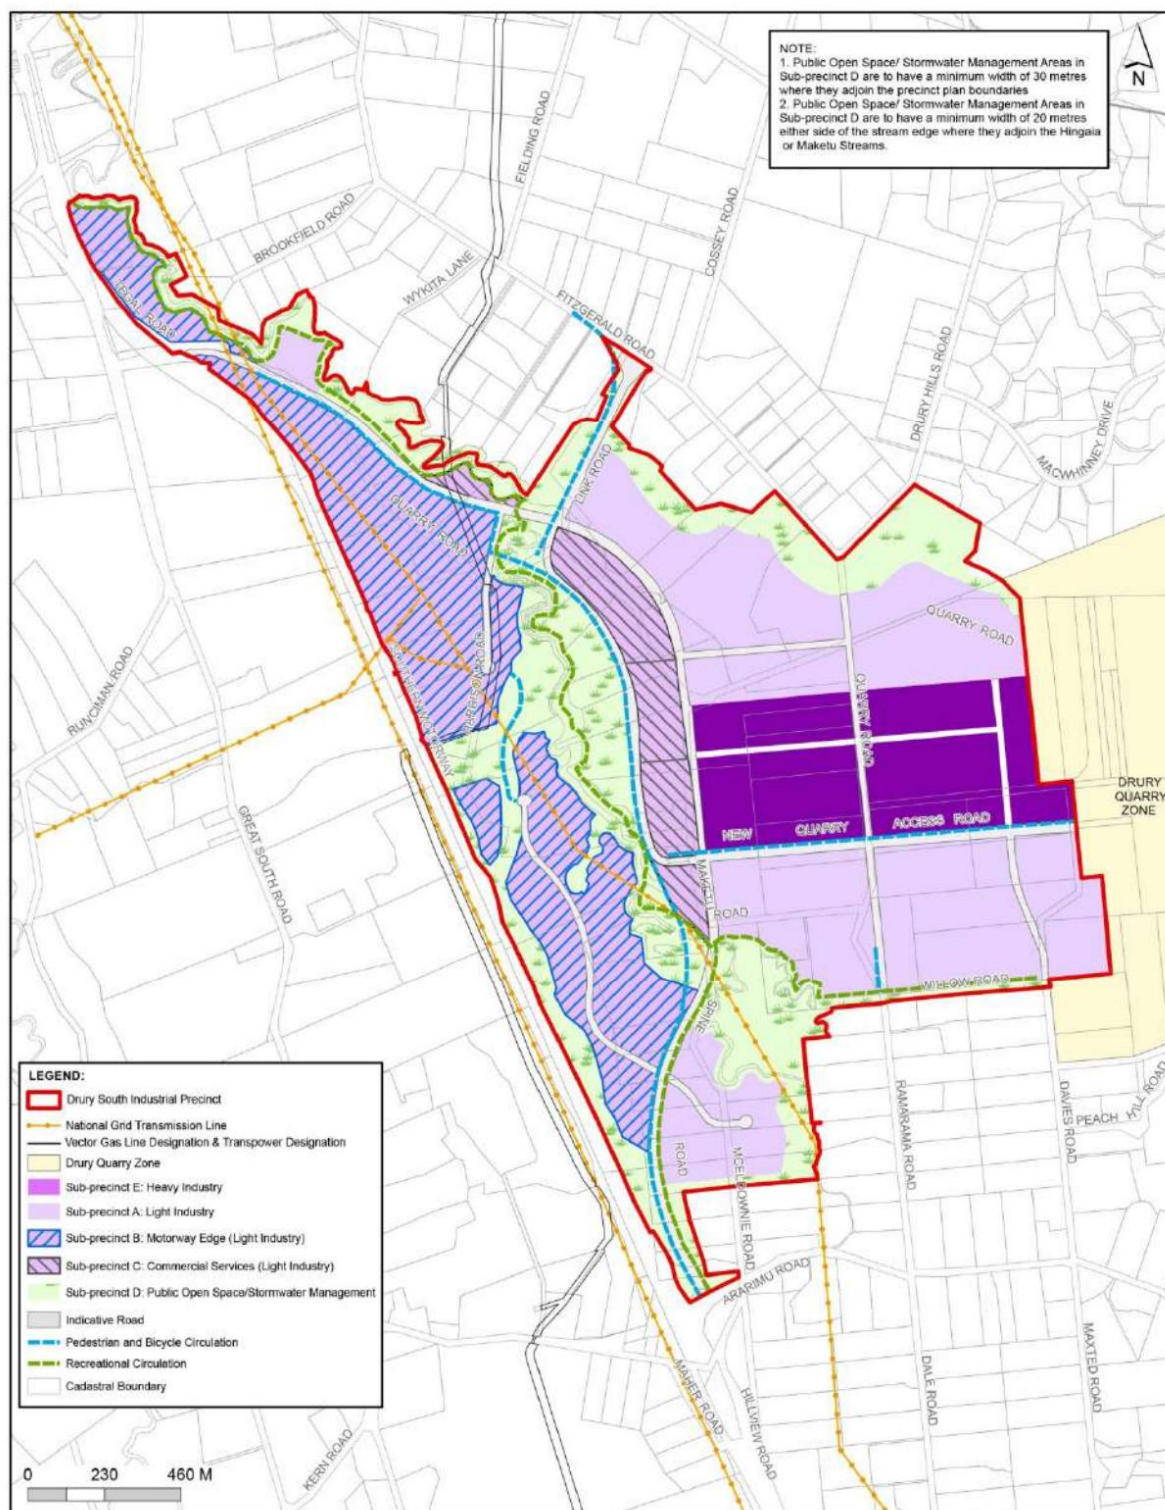 NOTE:
1. Public Open Space/ Stormwater Management Areas in
Sub-precinct D are to have a minimum width of 30 metres
where they adjoin the precinct plan boundaries
2. Public Open Space/ Stormwater Management Areas in
Sub-precinct D are to have a minimum width of 20 metres
either side of the stream edge where they adjoin the Hingaia
or Maketu Streams.
N
FIELDING ROAD
BROOKFIELD ROAD
WYKITA LANE
COSSEY ROAD
FITZGERALD ROAD
DRURY HILLS ROAD
MACWHINNEY DRIVE
LEGAL ROAD
LINK ROAD
QUARRY ROAD
QUARRY ROAD
RUNCIMAN ROAD
HARRISON ROAD
SOUTHERN MOTORWAY
QUARRY ROAD
GREAT SOUTH ROAD
DRURY
QUARRY
ZONE
NEW QUARRY ACCESS ROAD
MAKETU
ROAD
WILLOW ROAD
SPINE
ROAD
MCELDOWNIE ROAD
RAMARAMA ROAD
DAVIES ROAD
PEACH HILL ROAD
ARARIMU ROAD
MAHER ROAD
HILLVIEW ROAD
DALE ROAD
MAXTED ROAD
KERN ROAD
LEGEND:
Drury South Industrial Precinct
National Grid Transmission Line
Vector Gas Line Designation & Transpower Designation
Drury Quarry Zone
Sub-precinct E: Heavy Industry
Sub-precinct A: Light Industry
Sub-precinct B: Motorway Edge (Light Industry)
Sub-precinct C: Commercial Services (Light Industry)
Sub-precinct D: Public Open Space/Stormwater Management
Indicative Road
Pedestrian and Bicycle Circulation
Recreational Circulation
Cadastral Boundary
0 230 460 M